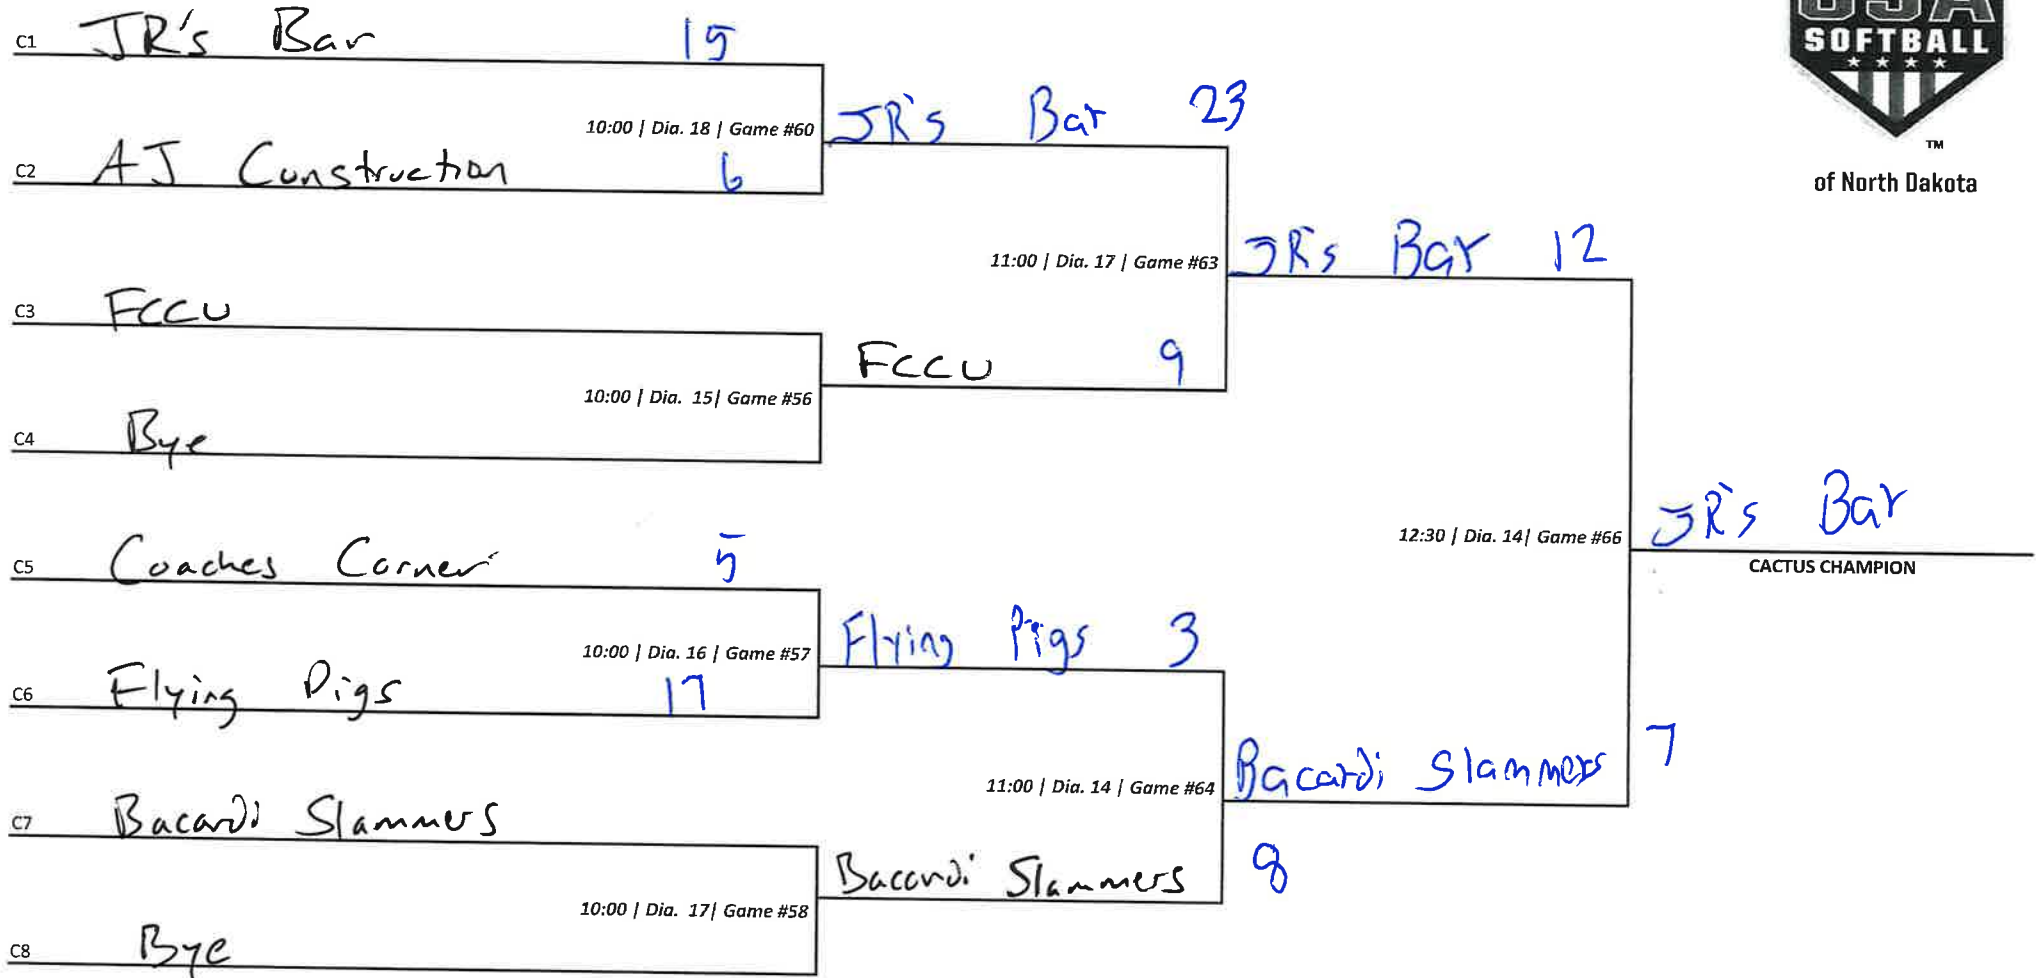 USA
SOFTBALL
TM
of North Dakota
C1 JR's Bar 15
10:00 | Dia. 18 | Game #60
C2 AJ Construction 6
JR's Bar 23
11:00 | Dia. 17 | Game #63
C3 FCCU
10:00 | Dia. 15| Game #56
C4 Bye
FCCU 9
JR's Bar 12
12:30 | Dia. 14| Game #66
JR's Bar
CACTUS CHAMPION
C5 Coaches Corner 5
10:00 | Dia. 16 | Game #57
C6 Flying Pigs 17
Flying Pigs 3
11:00 | Dia. 14 | Game #64
C7 Bacardi Slammers
10:00 | Dia. 17| Game #58
C8 Bye
Bacardi Slammers 8
Bacardi Slammers 7